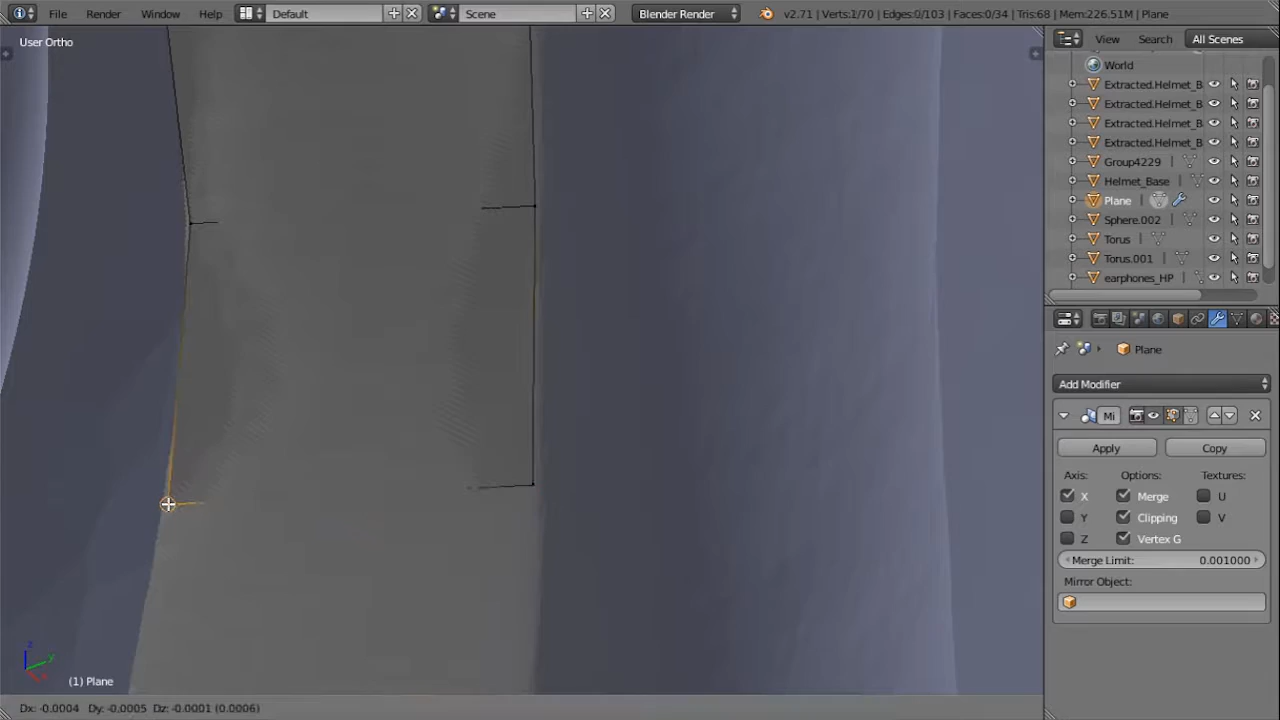 File Render Window Help Default Scene Blender Render v2.71 | Verts:1/70 | Edges:0/103 | Faces:0/34 | Tris:68 | Mem:226.51M | Plane
User Ortho
View Search All Scenes
World
Extracted.Helmet_B
Extracted.Helmet_B
Extracted.Helmet_B
Extracted.Helmet_B
Group4229
Helmet_Base
Plane
Sphere.002
Torus
Torus.001
earphones_HP
Plane
Add Modifier
Mi
Apply Copy
Axis: Options: Textures:
X Merge U
Y Clipping V
Z Vertex G
Merge Limit: 0.001000
Mirror Object:
z y x
(1) Plane
Dx: -0.0004 Dy: -0.0005 Dz: -0.0001 (0.0006)